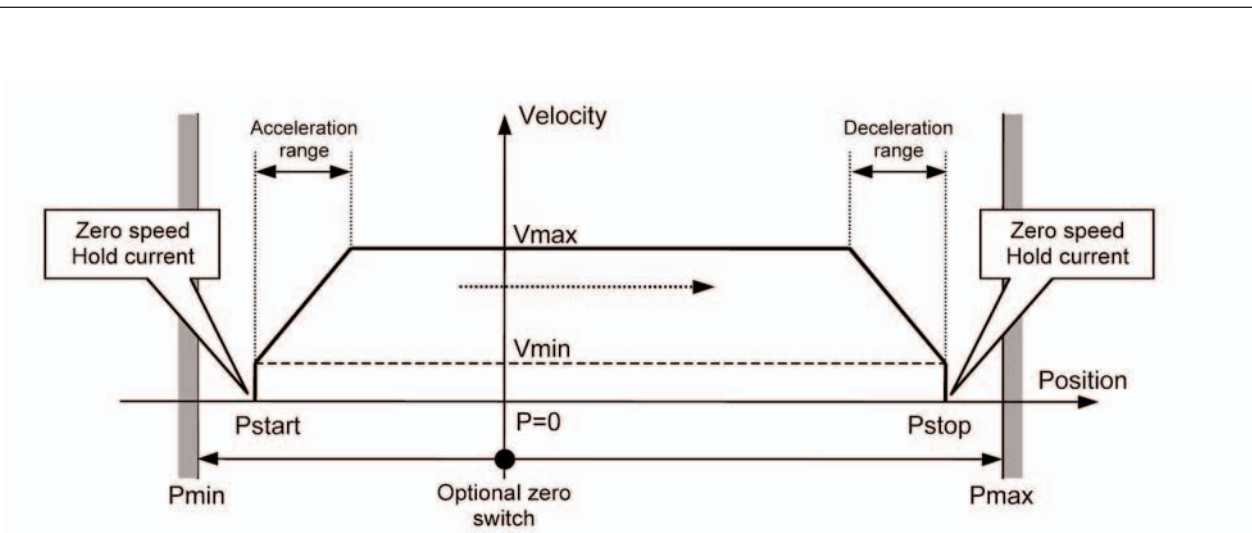 Velocity
Acceleration
range
Deceleration
range
Zero speed
Hold current
Vmax
Zero speed
Hold current
Vmin
Position
Pstart
P=0
Pstop
Pmin
Optional zero
switch
Pmax